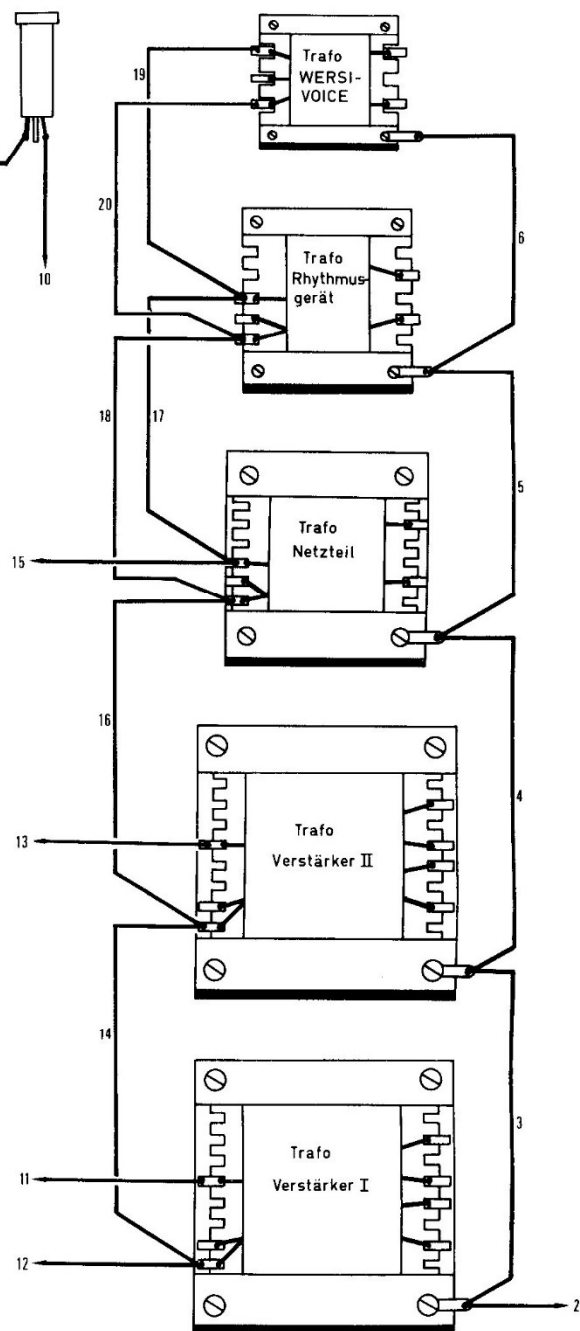 Trafo
WERSI-
VOICE
19
20
10
6
Trafo
Rhythmus-
gerät
18
17
5
Trafo
Netzteil
15
16
4
Trafo
Verstärker II
13
14
3
Trafo
Verstärker I
11
12
2